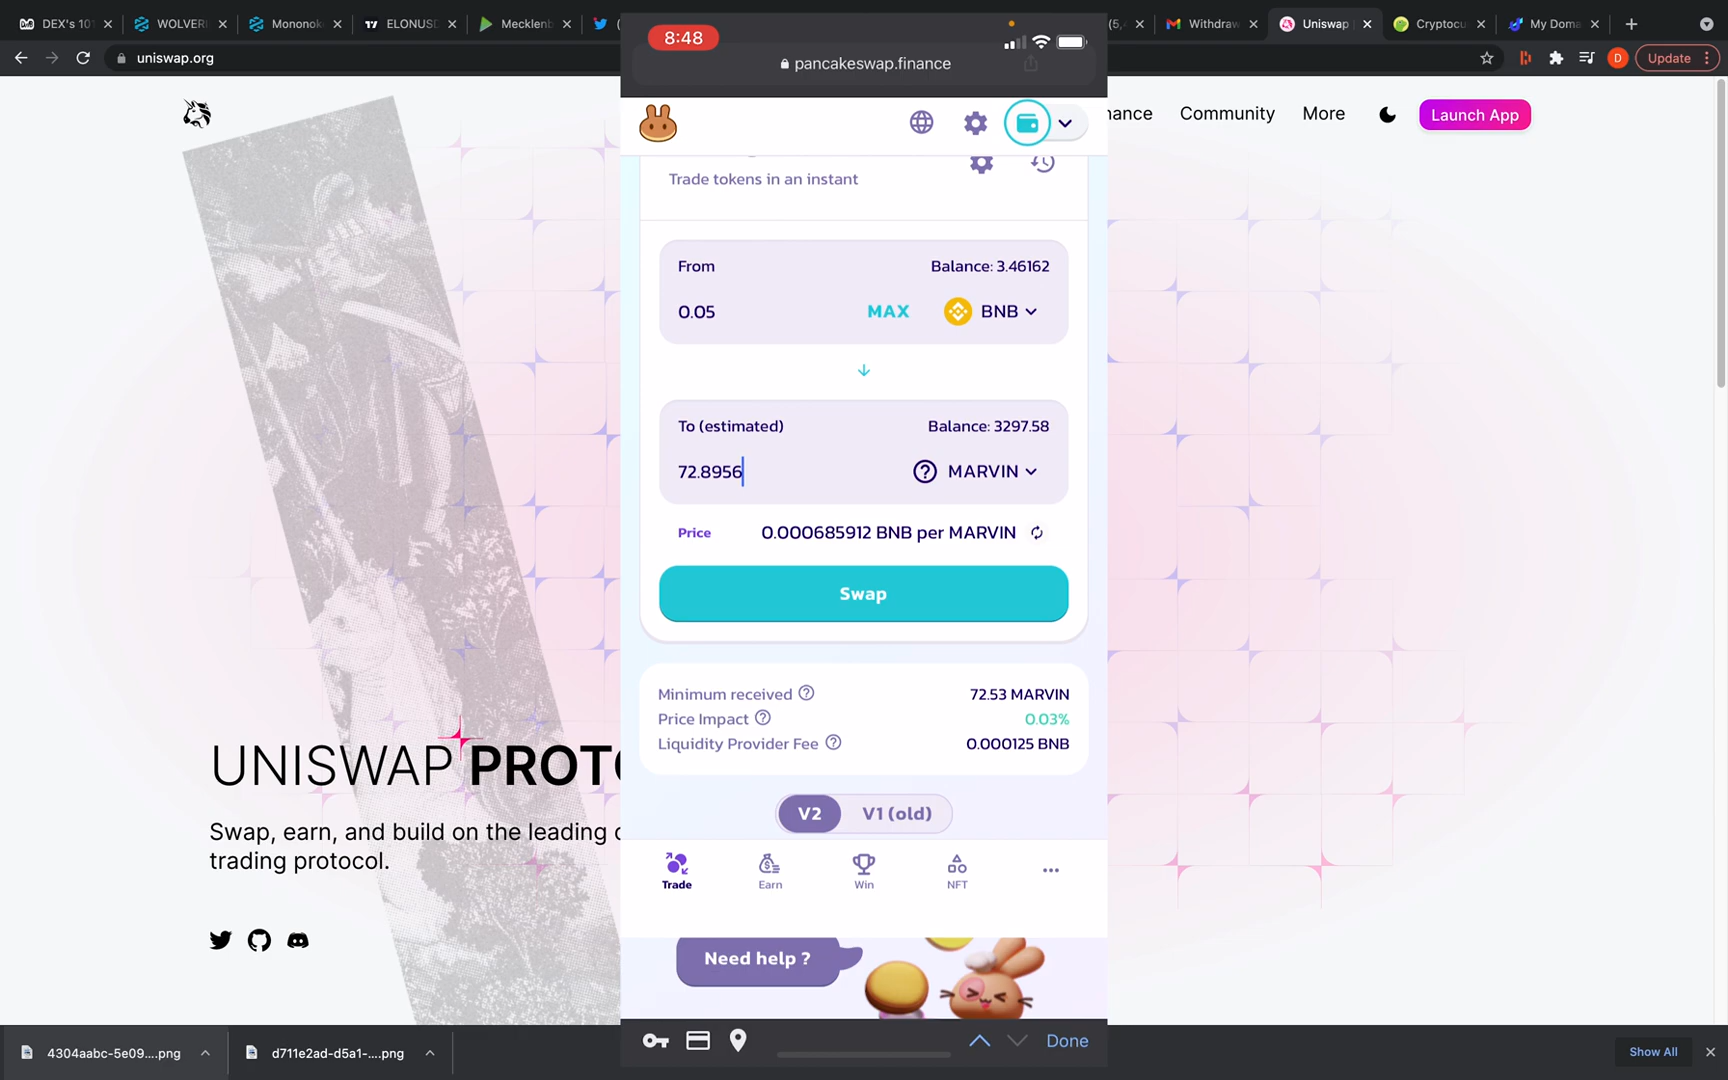 DEX's 101
WOLVERI
Mononok
ELONUSD
Mecklenb
Withdraw
Uniswap
Cryptocu
My Doma
uniswap.org
D
Update
8:48
pancakeswap.finance
Community
More
Launch App
Trade tokens in an instant
From
Balance: 3.46162
0.05
MAX
BNB
To (estimated)
Balance: 3297.58
72.8956
MARVIN
Price
0.000685912 BNB per MARVIN
Swap
Minimum received
72.53 MARVIN
Price Impact
0.03%
Liquidity Provider Fee
0.000125 BNB
V2
V1 (old)
UNISWAP PROTO
Swap, earn, and build on the leading
trading protocol.
Trade
Earn
Win
NFT
Need help ?
Done
4304aabc-5e09....png
d711e2ad-d5a1-....png
Show All